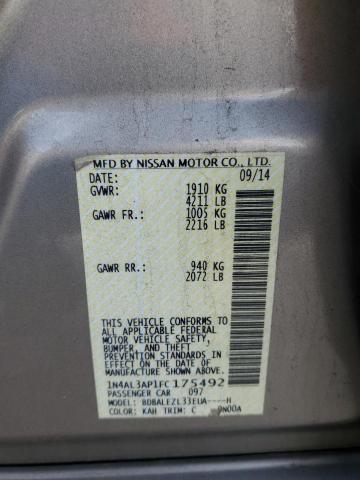 MFD BY NISSAN MOTOR CO., LTD.
DATE: 09/14
GVWR: 1910 KG
4211 LB
GAWR FR.: 1005 KG
2216 LB
GAWR RR.: 940 KG
2072 LB
THIS VEHICLE CONFORMS TO ALL
APPLICABLE FEDERAL
MOTOR VEHICLE SAFETY,
BUMPER, AND THEFT
PREVENTION STANDARDS IN
EFFECT ON THE DATE OF
MANUFACTURE SHOWN ABOVE.
1N4AL3AP1FC175492
PASSENGER CAR 097
MODEL: BDBALEZL33EUA----H
COLOR: KAH TRIM: C